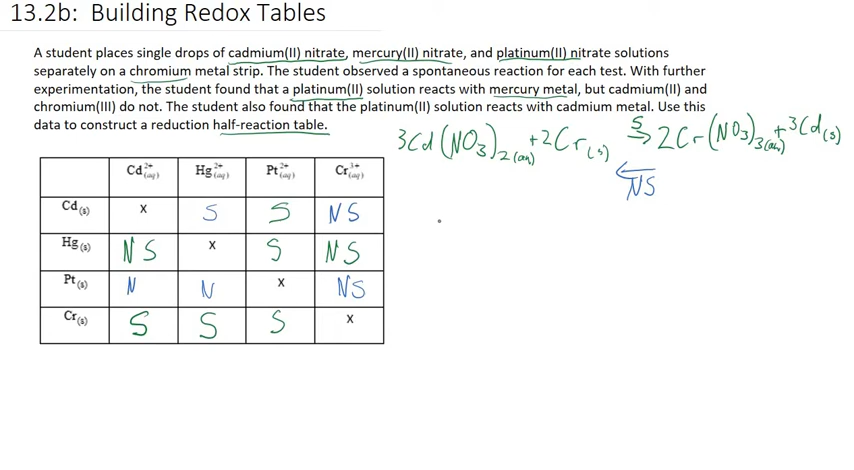 13.2b: Building Redox Tables
A student places single drops of cadmium(II) nitrate, mercury(II) nitrate, and platinum(II) nitrate solutions
separately on a chromium metal strip. The student observed a spontaneous reaction for each test. With further
experimentation, the student found that a platinum(II) solution reacts with mercury metal, but cadmium(II) and
chromium(III) do not. The student also found that the platinum(II) solution reacts with cadmium metal. Use this
data to construct a reduction half-reaction table.
3Cd(NO₃)₂(aq) + 2Cr(s) S→ 2Cr(NO₃)₃(aq) + 3Cd(s)
← NS
Cd²⁺(aq) Hg²⁺(aq) Pt²⁺(aq) Cr³⁺(aq)
Cd(s) X S S NS
Hg(s) NS X S NS
Pt(s) N N X NS
Cr(s) S S S X